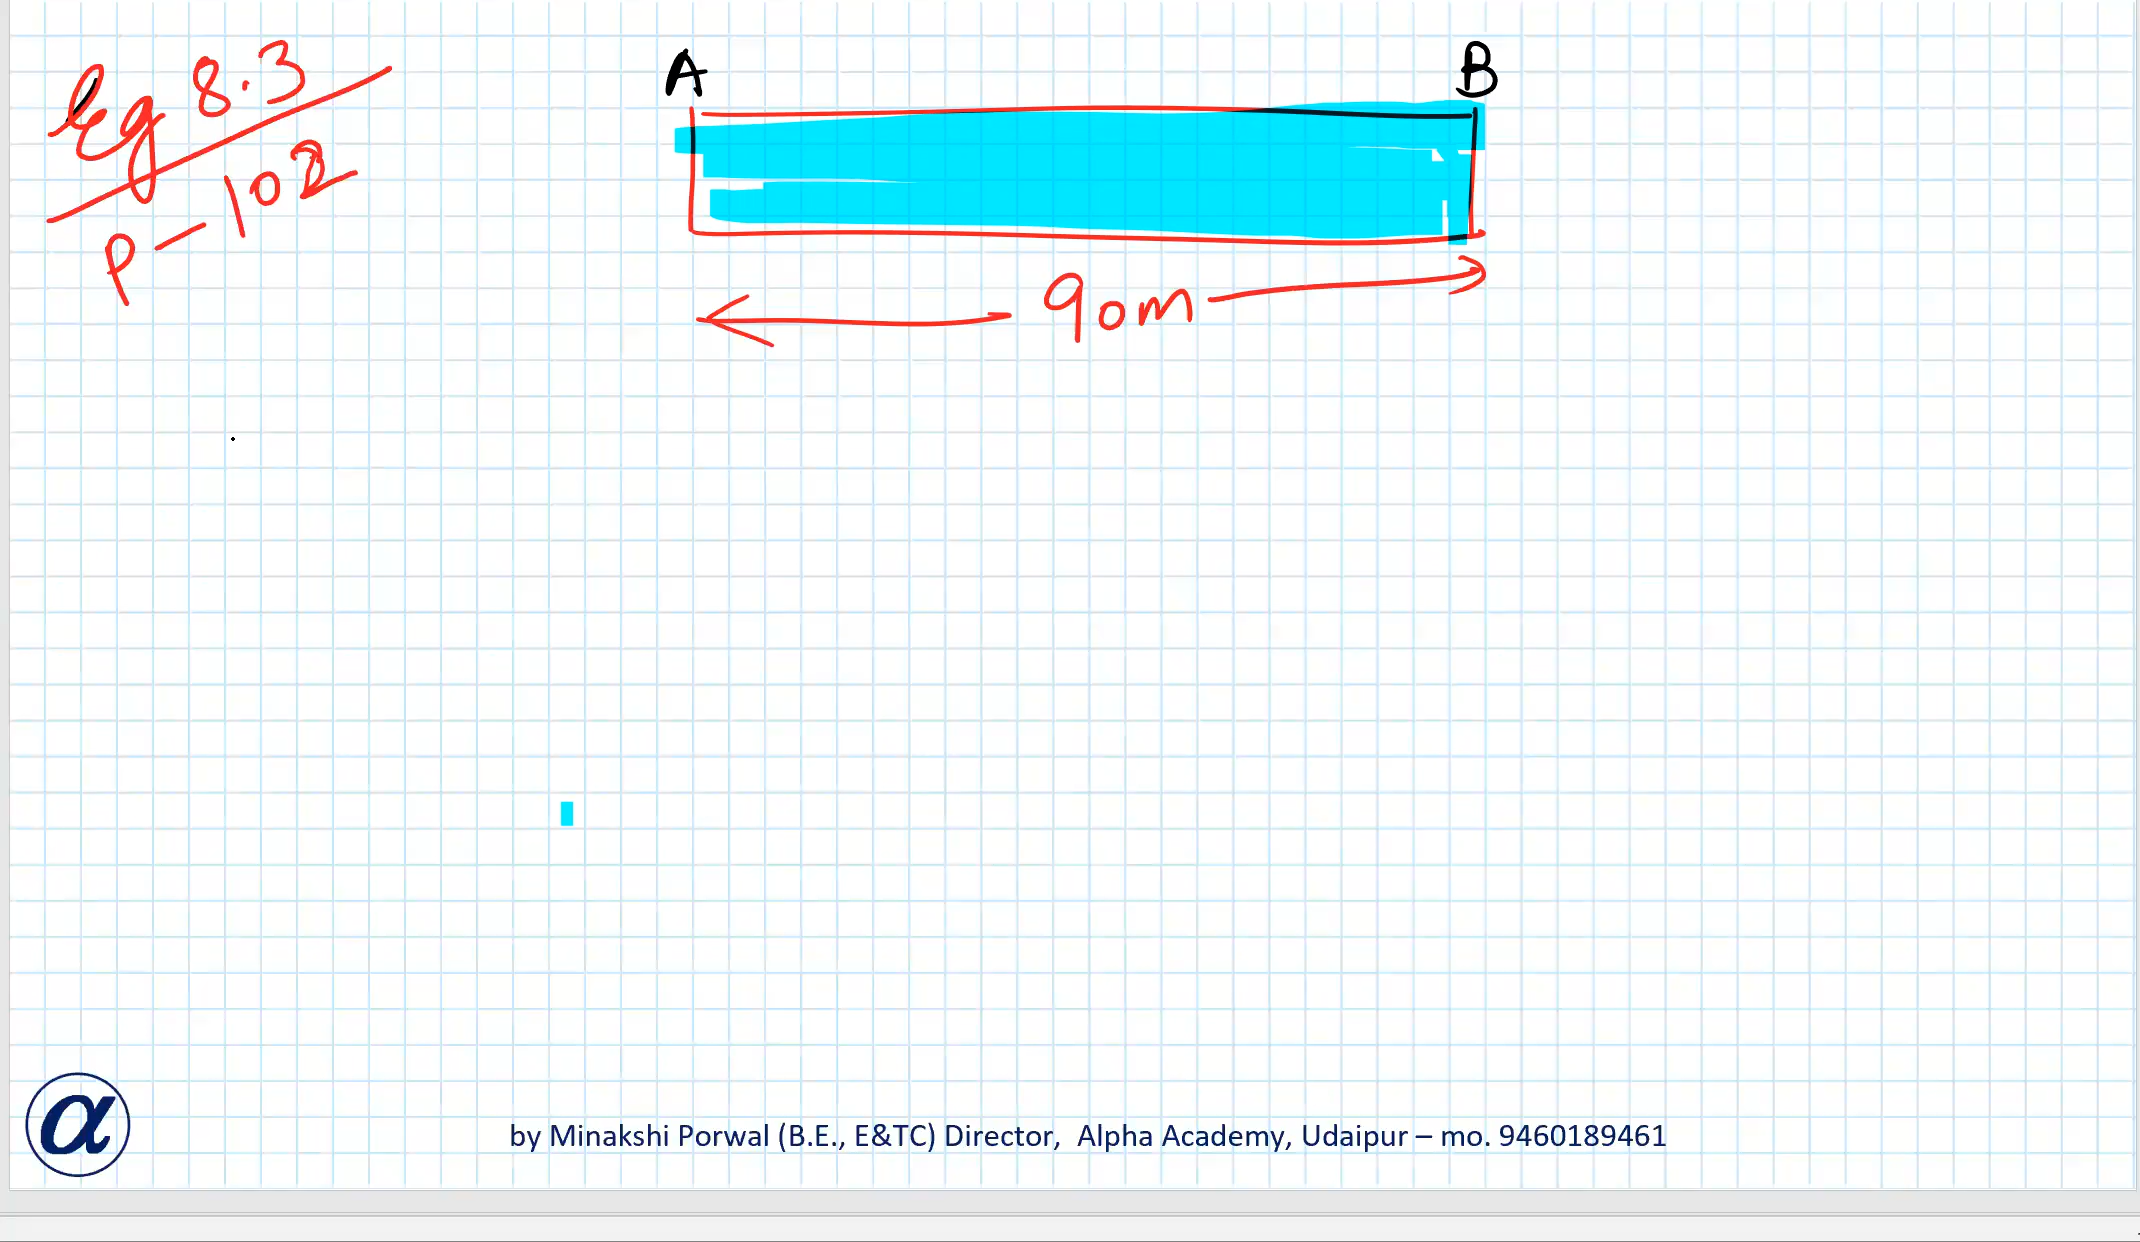 Eg 8.3
P - 102
A B
90m
α
by Minakshi Porwal (B.E., E&TC) Director, Alpha Academy, Udaipur – mo. 9460189461